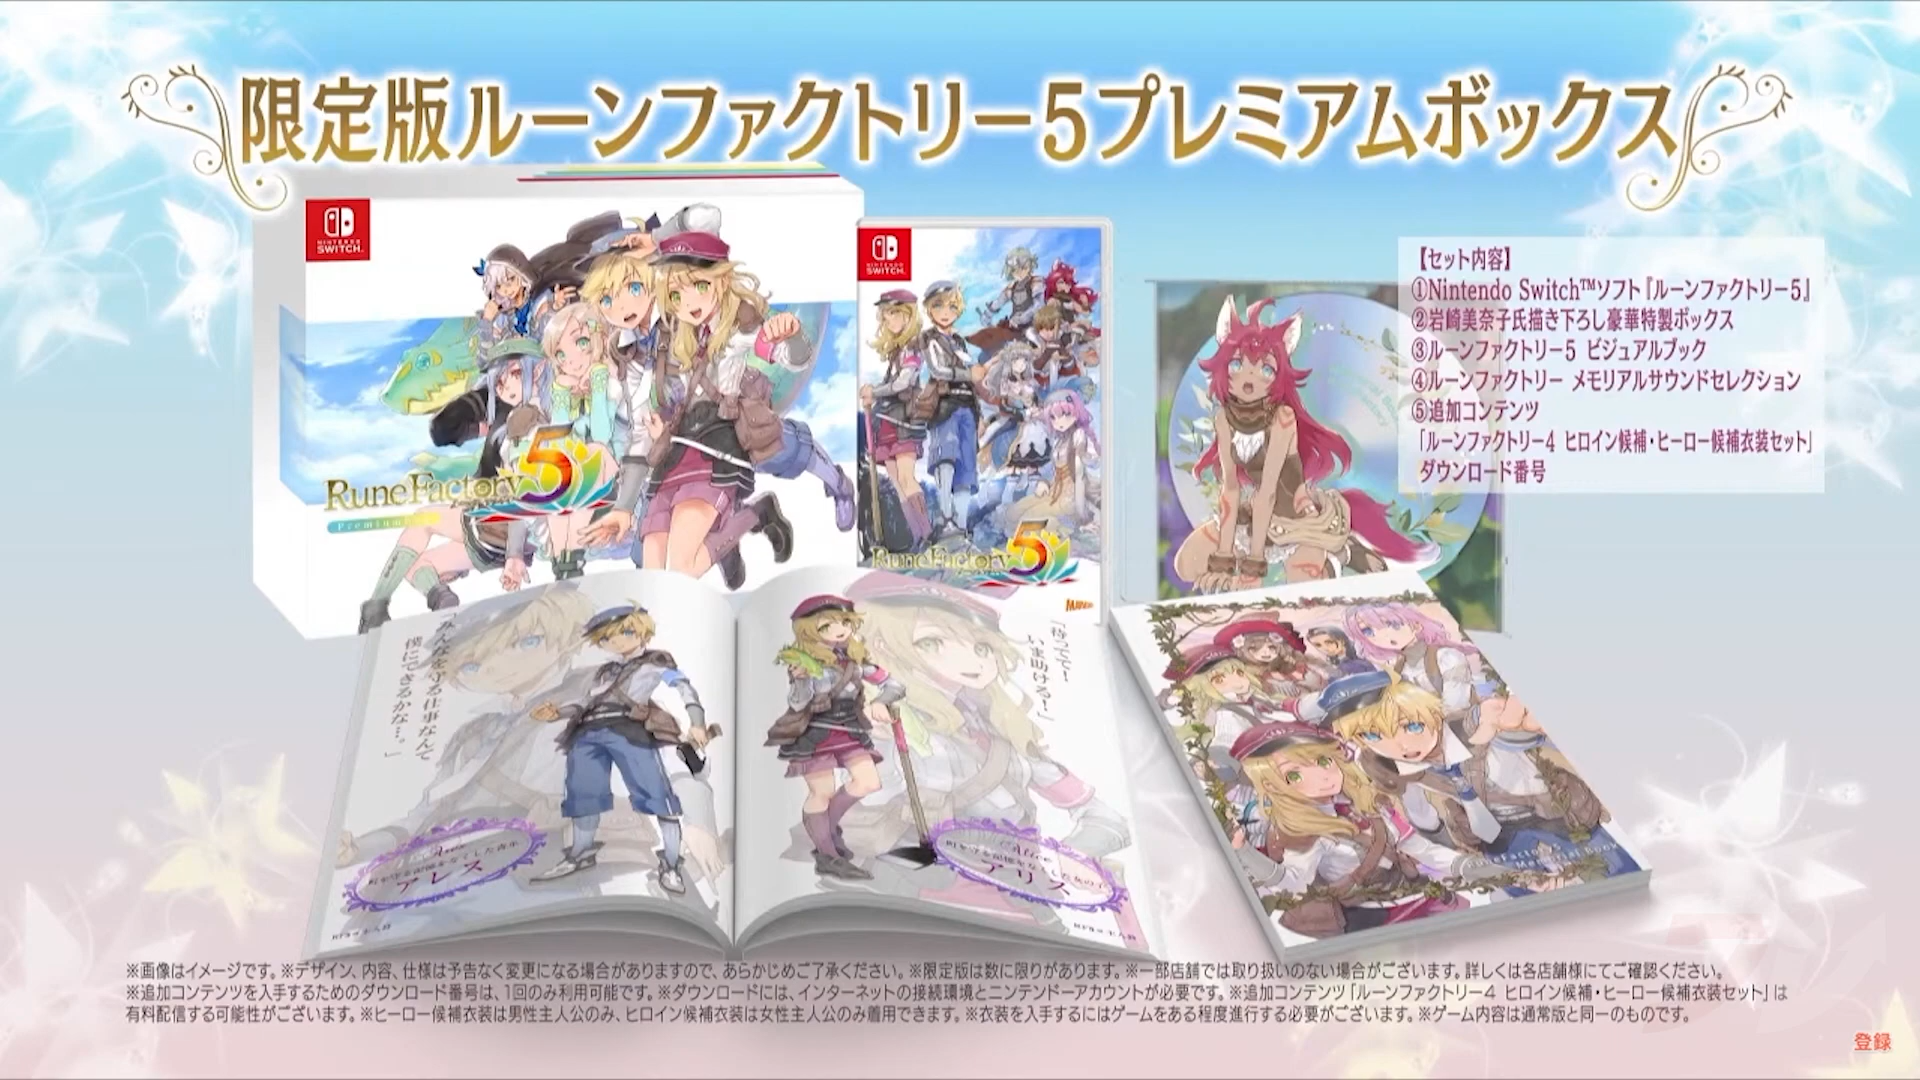 限定版ルーンファクトリー5プレミアムボックス
NINTENDO
SWITCH
NINTENDO
SWITCH
【セット内容】
①Nintendo Switch™ソフト『ルーンファクトリー5』
②岩崎美奈子氏描き下ろし豪華特製ボックス
③ルーンファクトリー5 ビジュアルブック
④ルーンファクトリー メモリアルサウンドセレクション
⑤追加コンテンツ
「ルーンファクトリー4 ヒロイン候補・ヒーロー候補衣装セット」
ダウンロード番号
Rune Factory 5
Premium
Rune Factory 5
「みんなを守る仕事なんて
僕にできるかな…。」
アレス
「待ってて！
いま助ける！」
Alice
アリス
※画像はイメージです。※デザイン、内容、仕様は予告なく変更になる場合がありますので、あらかじめご了承ください。※限定版は数に限りがあります。※一部店舗では取り扱いのない場合がございます。詳しくは各店舗様にてご確認ください。
※追加コンテンツを入手するためのダウンロード番号は、1回のみ利用可能です。※ダウンロードには、インターネットの接続環境とニンテンドーアカウントが必要です。※追加コンテンツ「ルーンファクトリー4 ヒロイン候補・ヒーロー候補衣装セット」は
有料配信する可能性がございます。※ヒーロー候補衣装は男性主人公のみ、ヒロイン候補衣装は女性主人公のみ着用できます。※衣装を入手するにはゲームをある程度進行する必要がございます。※ゲーム内容は通常版と同一のものです。
登録